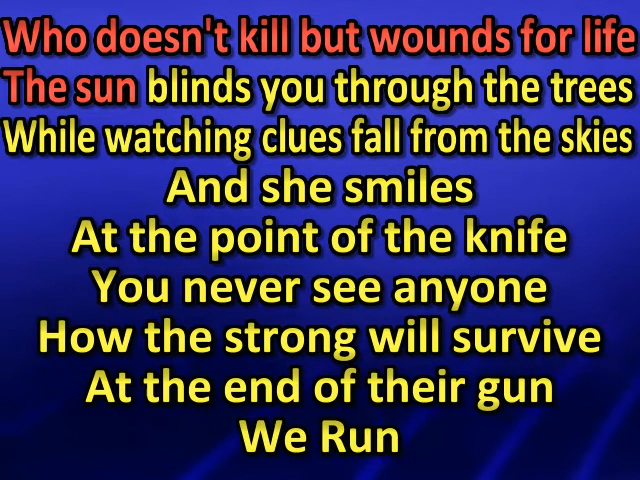 Who doesn't kill but wounds for life
The sun blinds you through the trees
While watching clues fall from the skies
And she smiles
At the point of the knife
You never see anyone
How the strong will survive
At the end of their gun
We Run